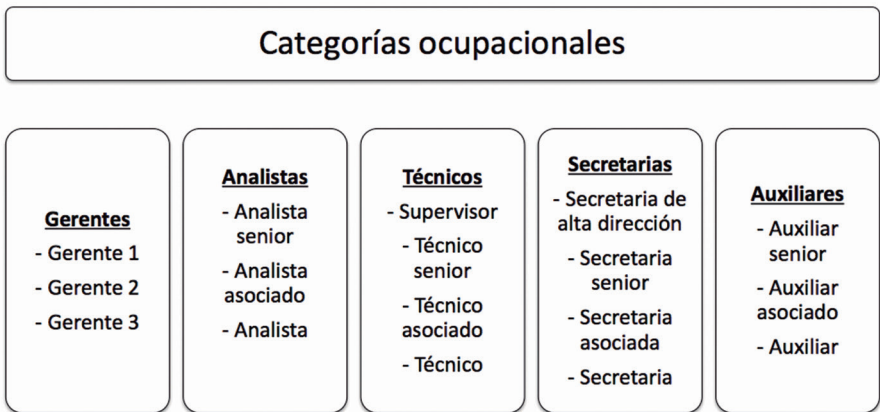 Categorías ocupacionales
Gerentes
- Gerente 1
- Gerente 2
- Gerente 3
Analistas
- Analista
senior
- Analista
asociado
- Analista
Técnicos
- Supervisor
- Técnico
senior
- Técnico
asociado
- Técnico
Secretarias
- Secretaria de
alta dirección
- Secretaria
senior
- Secretaria
asociada
- Secretaria
Auxiliares
- Auxiliar
senior
- Auxiliar
asociado
- Auxiliar